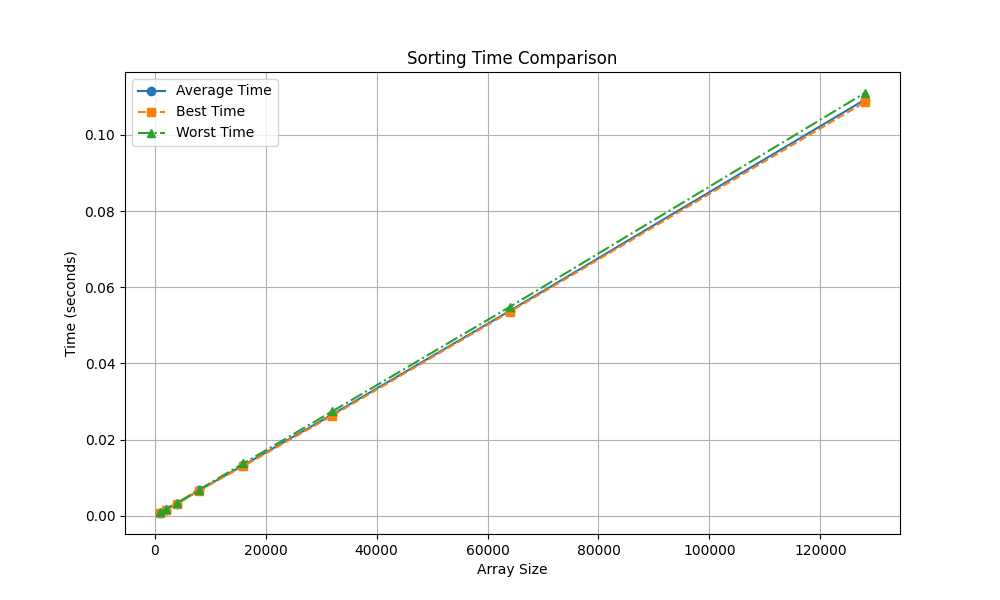 Sorting Time Comparison
Average Time
Best Time
Worst Time
Time (seconds)
0.10
0.08
0.06
0.04
0.02
0.00
0
20000
40000
60000
80000
100000
120000
Array Size